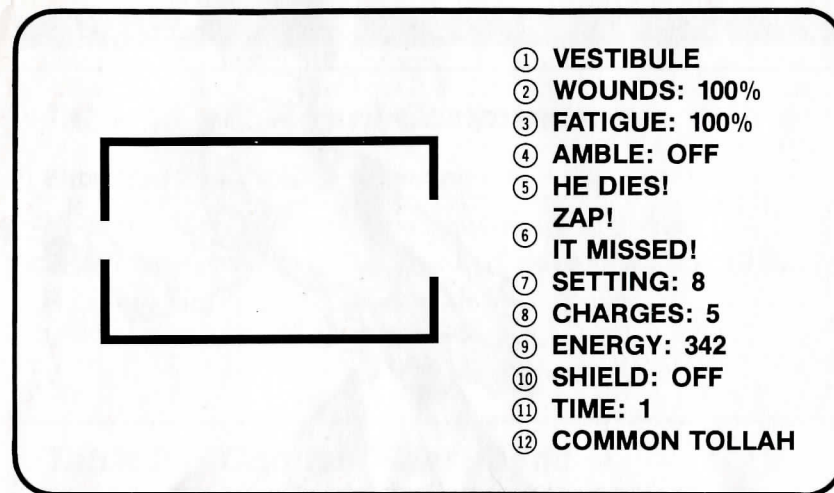 ① VESTIBULE
② WOUNDS: 100%
③ FATIGUE: 100%
④ AMBLE: OFF
⑤ HE DIES!
⑥ ZAP!
IT MISSED!
⑦ SETTING: 8
⑧ CHARGES: 5
⑨ ENERGY: 342
⑩ SHIELD: OFF
⑪ TIME: 1
⑫ COMMON TOLLAH